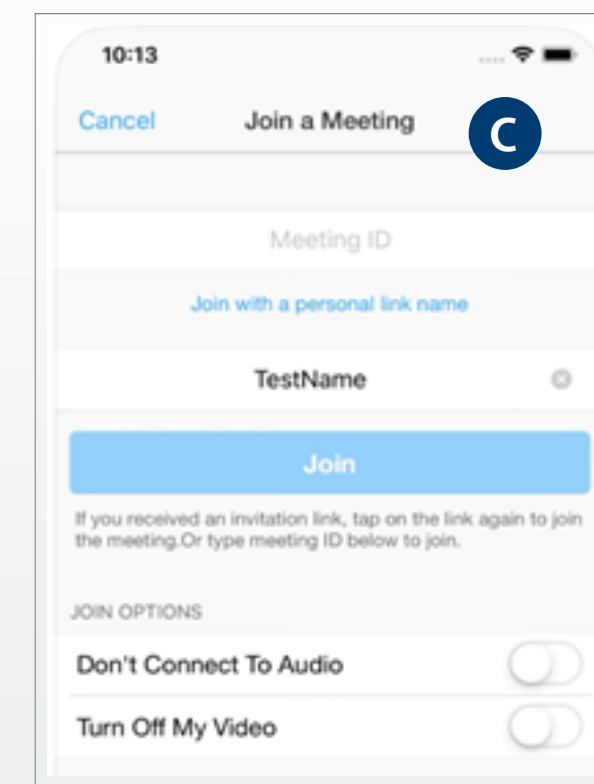 10:13
Cancel
Join a Meeting
C
Meeting ID
Join with a personal link name
TestName
Join
If you received an invitation link, tap on the link again to join
the meeting.Or type meeting ID below to join.
JOIN OPTIONS
Don't Connect To Audio
Turn Off My Video